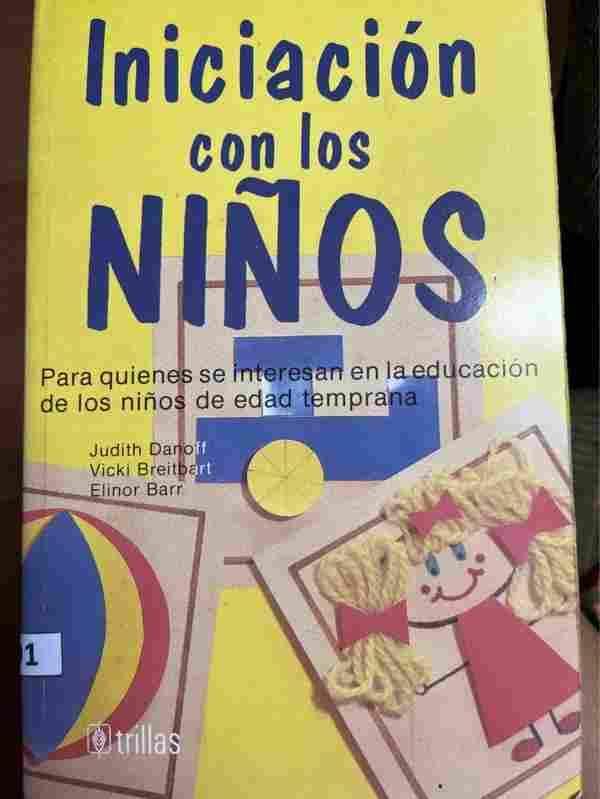 Iniciación
con los
NIÑOS
Para quienes se interesan en la educación
de los niños de edad temprana
Judith Danoff
Vicki Breitbart
Elinor Barr
1
trillas